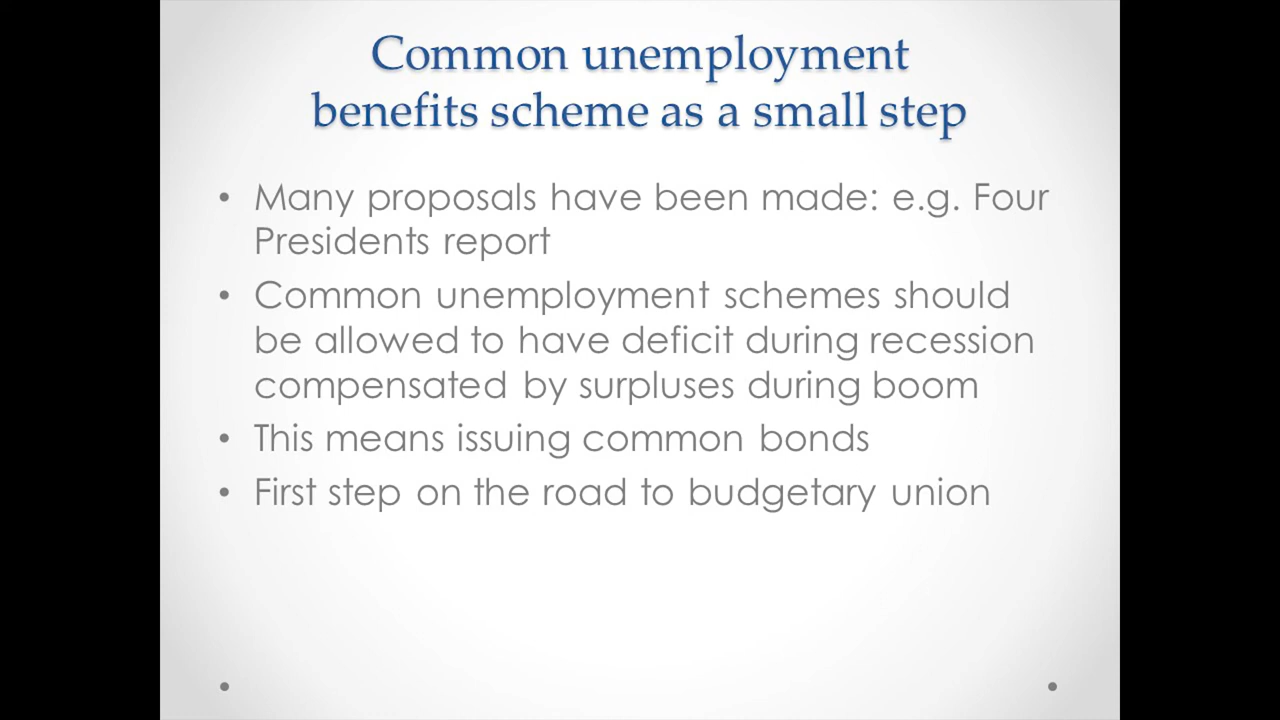 Common unemployment
benefits scheme as a small step
• Many proposals have been made: e.g. Four
Presidents report
• Common unemployment schemes should
be allowed to have deficit during recession
compensated by surpluses during boom
• This means issuing common bonds
• First step on the road to budgetary union